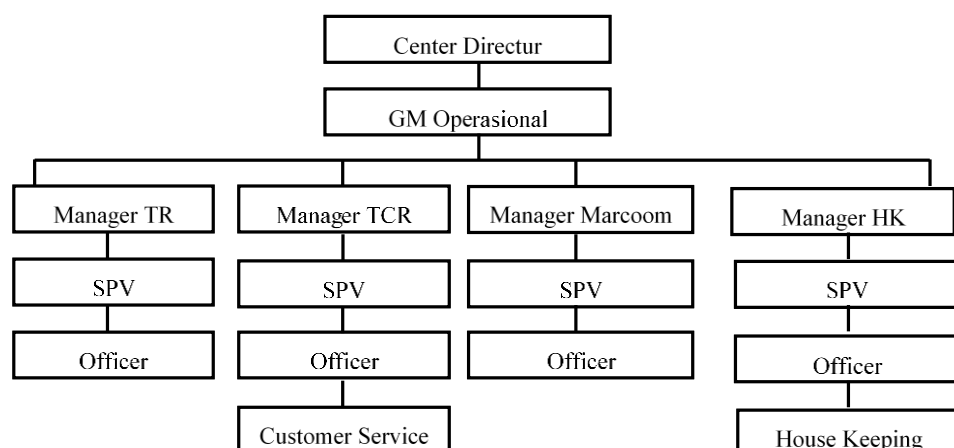 Center Directur
GM Operasional
Manager TR
Manager TCR
Manager Marcoom
Manager HK
SPV
SPV
SPV
SPV
Officer
Officer
Officer
Officer
Customer Service
House Keeping